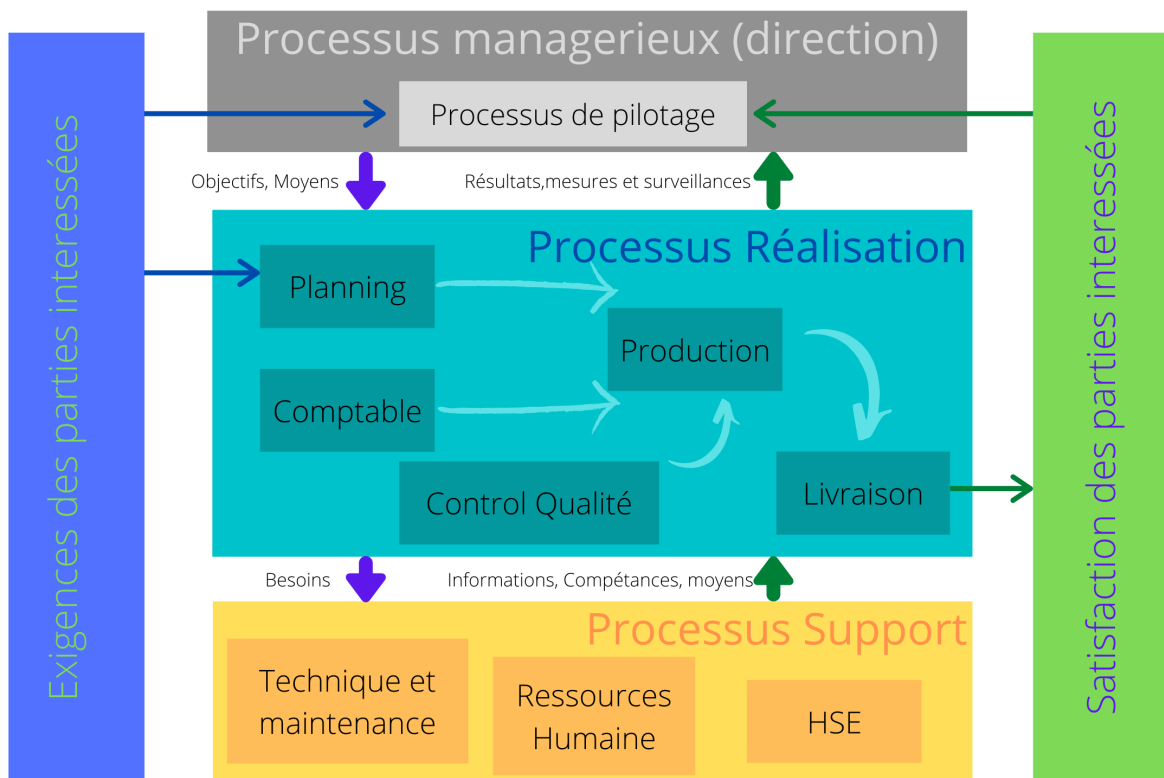 Processus managerieux (direction)
Processus de pilotage
Exigences des parties interessées
Satisfaction des parties interessées
Objectifs, Moyens
Résultats,mesures et surveillances
Processus Réalisation
Planning
Production
Comptable
Control Qualité
Livraison
Besoins
Informations, Compétances, moyens
Processus Support
Technique et
maintenance
Ressources
Humaine
HSE